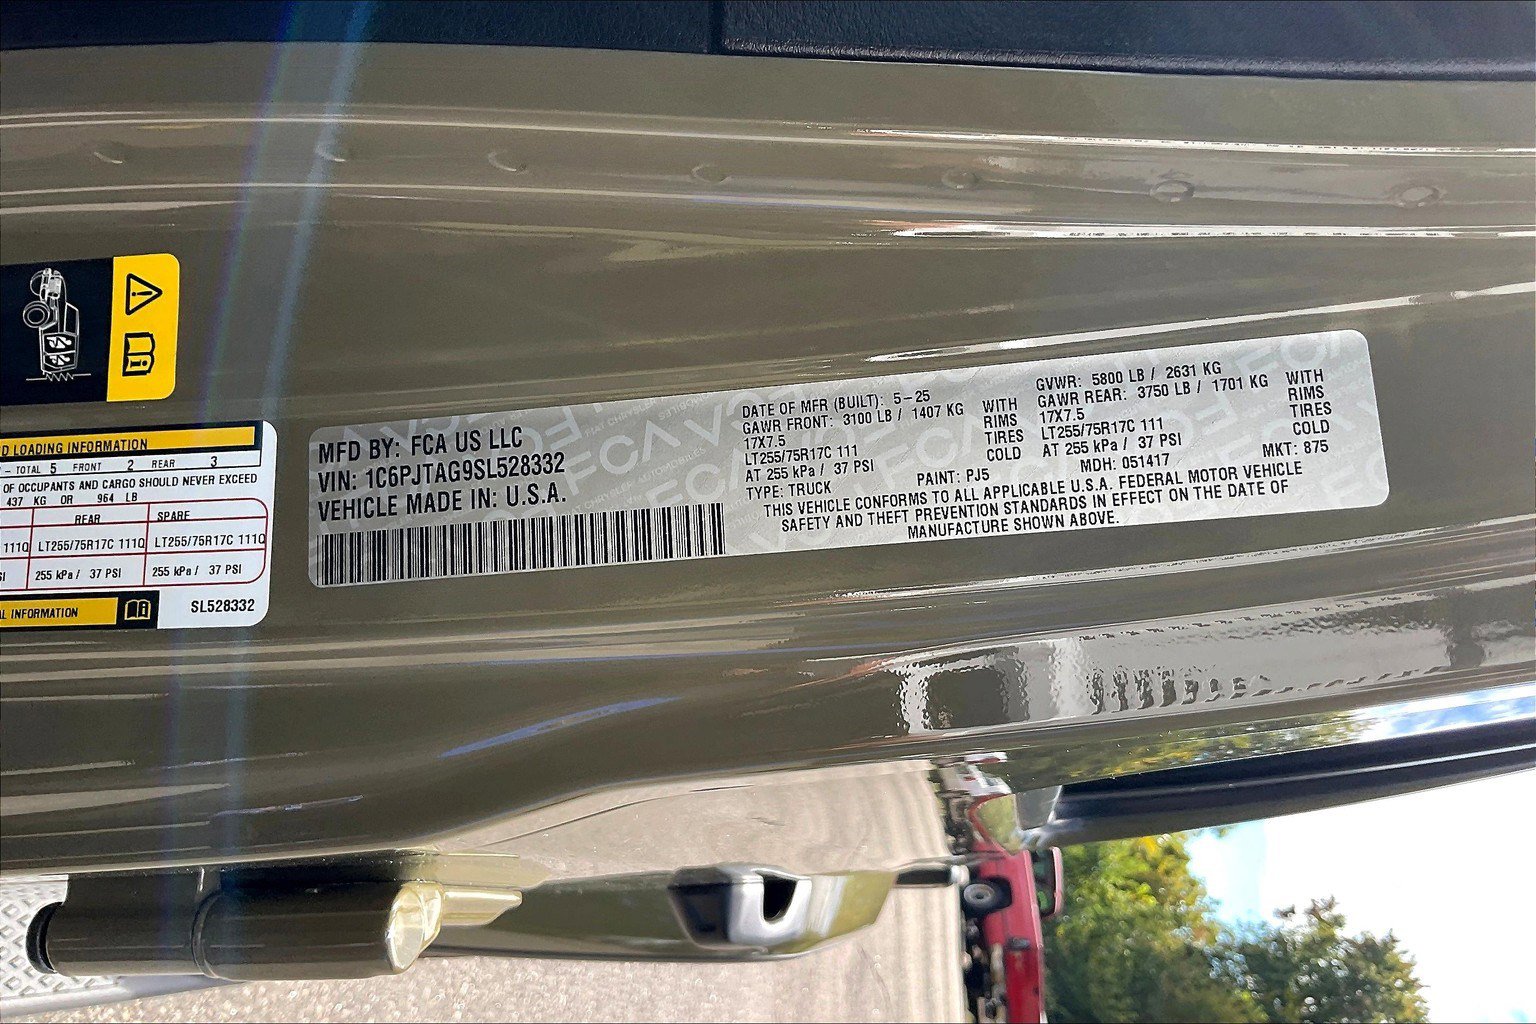 D LOADING INFORMATION
- TOTAL 5 FRONT 2 REAR 3
OF OCCUPANTS AND CARGO SHOULD NEVER EXCEED
437 KG OR 964 LB
REAR SPARE
111Q LT255/75R17C 111Q LT255/75R17C 111Q
255 kPa / 37 PSI 255 kPa / 37 PSI
AL INFORMATION
SL528332
MFD BY: FCA US LLC
VIN: 1C6PJTAG9SL528332
VEHICLE MADE IN: U.S.A.
DATE OF MFR (BUILT): 5-25
GAWR FRONT: 3100 LB / 1407 KG WITH
17X7.5 RIMS
LT255/75R17C 111 TIRES
AT 255 kPa / 37 PSI COLD
TYPE: TRUCK PAINT: PJ5
GVWR: 5800 LB / 2631 KG
GAWR REAR: 3750 LB / 1701 KG WITH
17X7.5 RIMS
LT255/75R17C 111 TIRES
AT 255 kPa / 37 PSI COLD
MDH: 051417 MKT: 875
THIS VEHICLE CONFORMS TO ALL APPLICABLE U.S.A. FEDERAL MOTOR VEHICLE
SAFETY AND THEFT PREVENTION STANDARDS IN EFFECT ON THE DATE OF
MANUFACTURE SHOWN ABOVE.